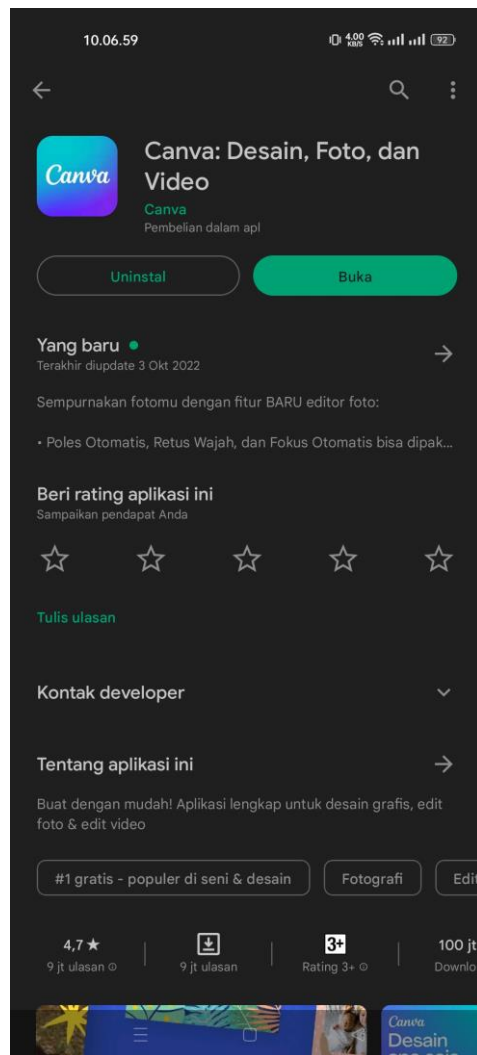 10.06.59
4,00 KB/S
92
Canva
Canva: Desain, Foto, dan
Video
Canva
Pembelian dalam apl
Uninstal
Buka
Yang baru
Terakhir diupdate 3 Okt 2022
Sempurnakan fotomu dengan fitur BARU editor foto:
• Poles Otomatis, Retus Wajah, dan Fokus Otomatis bisa dipak...
Beri rating aplikasi ini
Sampaikan pendapat Anda
Tulis ulasan
Kontak developer
Tentang aplikasi ini
Buat dengan mudah! Aplikasi lengkap untuk desain grafis, edit
foto & edit video
#1 gratis - populer di seni & desain
Fotografi
Edit
4,7★
9 jt ulasan
9 jt ulasan
3+
Rating 3+
100 jt
Downlo
Canva
Desain